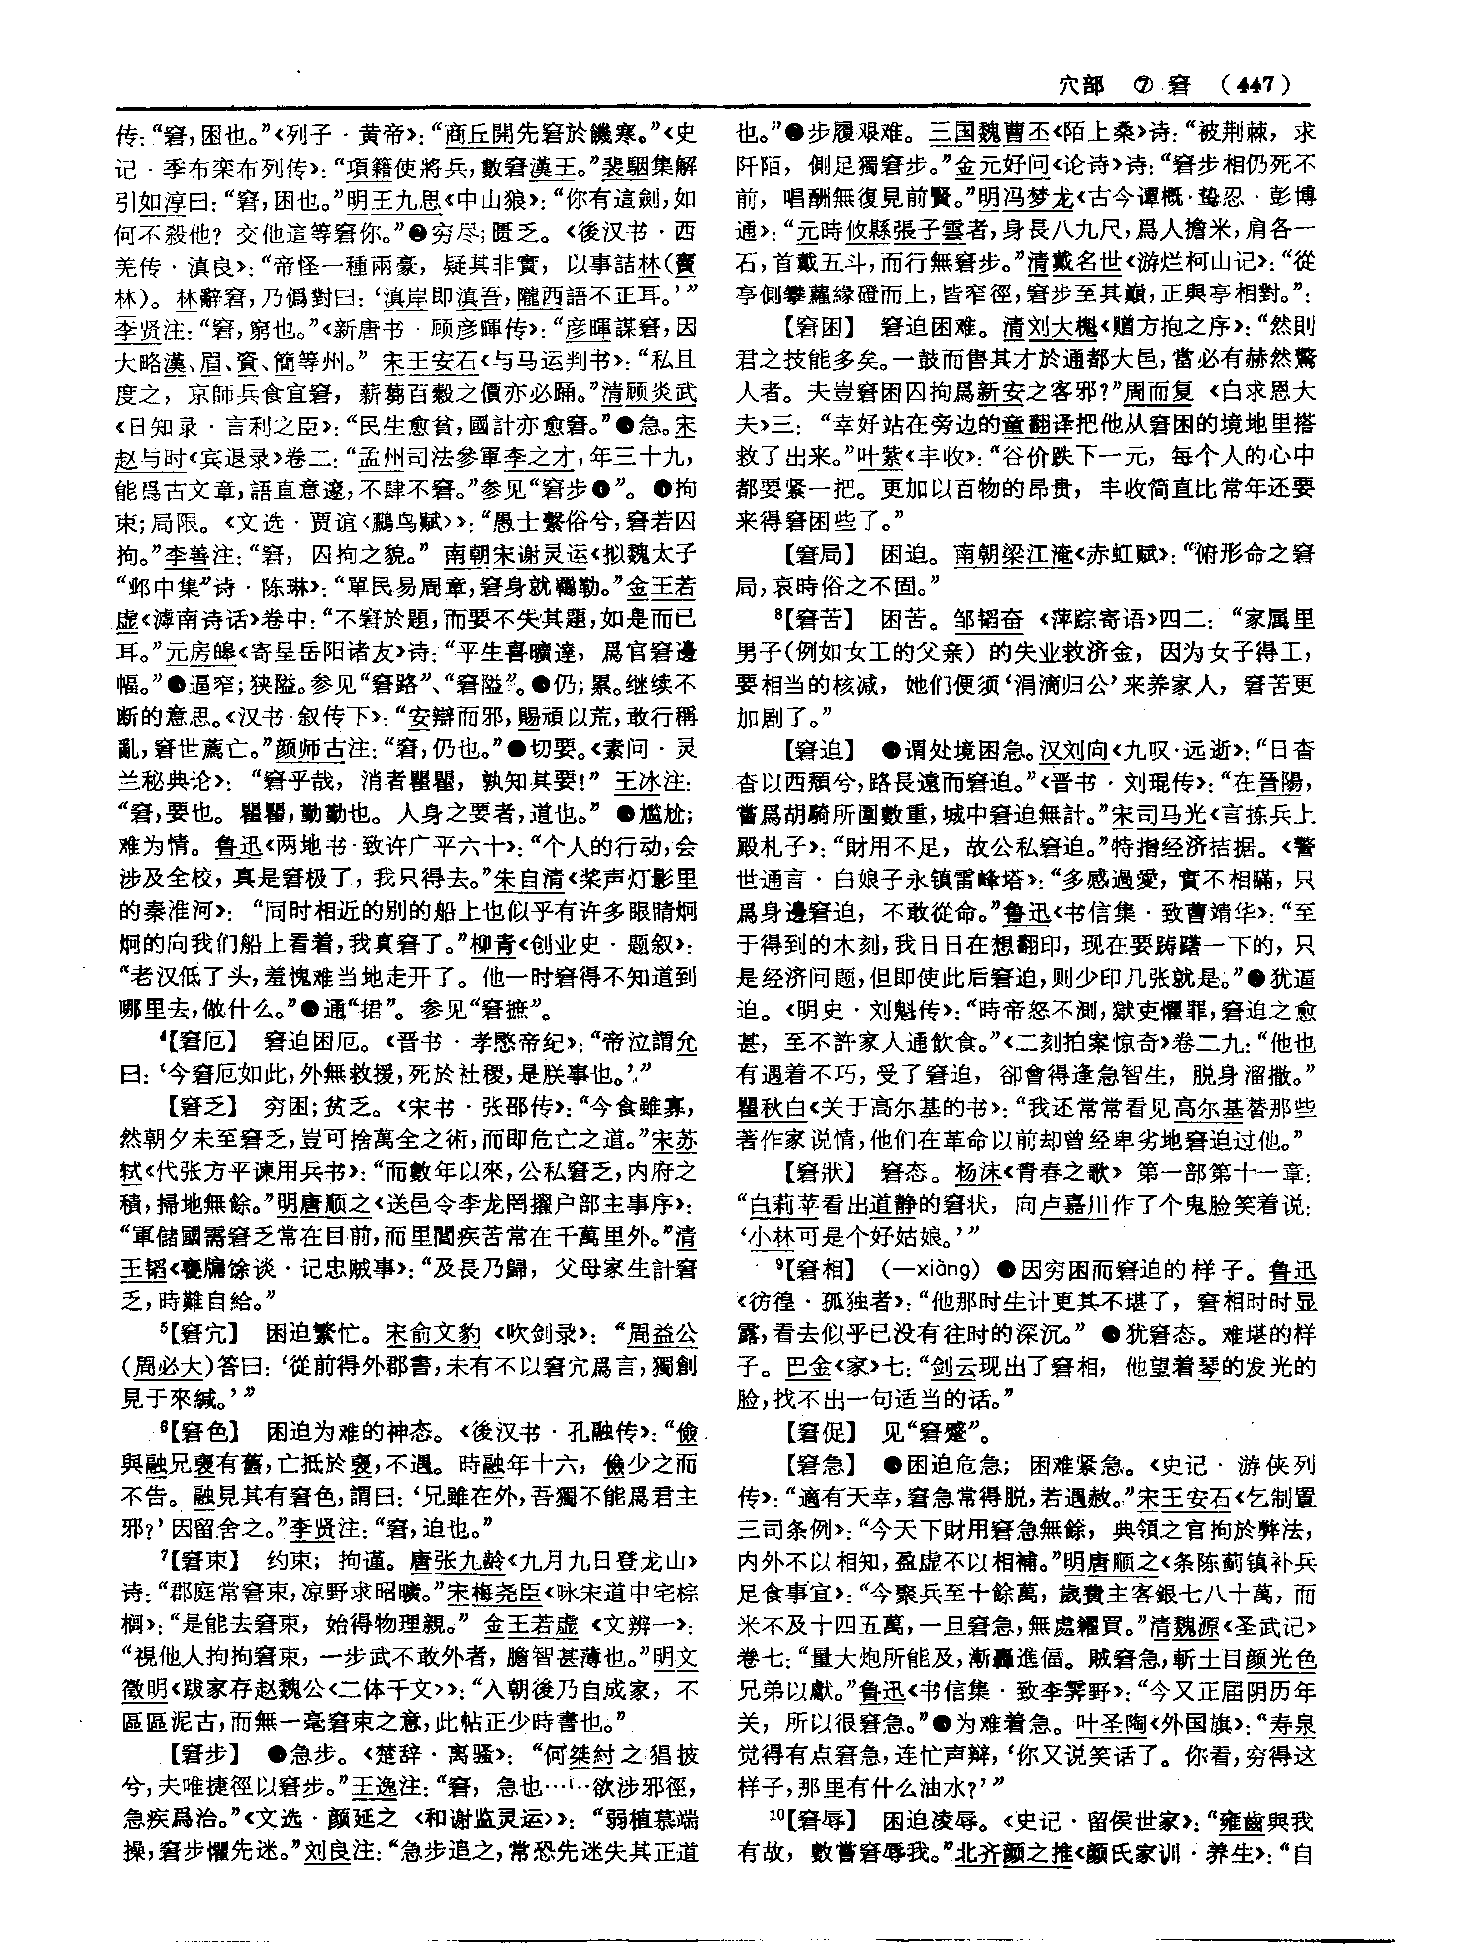 穴部 ⑦ 窘 (447)
传：“窘，困也。”《列子·黄帝》：“商丘開先窘於饑寒。”《史
记·季布栾布列传》：“項籍使將兵，數窘漢王。”裴駰集解
引如淳曰：“窘，困也。”明王九思《中山狼》：“你有這劍，如
何不殺他？交他這等窘你。”❷穷尽；匮乏。《後汉书·西
羌传·滇良》：“帝怪一種兩豪，疑其非實，以事詰林（竇
林）。林辭窘，乃僞對曰：‘滇岸即滇吾，隴西語不正耳。’”
李贤注：“窘，窮也。”《新唐书·顾彦暉传》：“彦暉謀窘，因
大略漢、眉、資、簡等州。” 宋王安石《与马运判书》：“私且
度之，京師兵食宜窘，薪芻百穀之價亦必踊。”清顾炎武
《日知录·言利之臣》：“民生愈貧，國計亦愈窘。”●急。宋
赵与时《宾退录》卷二：“孟州司法參軍李之才，年三十九，
能爲古文章，語直意邃，不肆不窘。”参见“窘步❶”。●拘
束；局限。《文选·贾谊〈鵩鸟赋〉》：“愚士繫俗兮，窘若囚
拘。”李善注：“窘，囚拘之貌。” 南朝宋谢灵运《拟魏太子
“邺中集”诗·陈琳》：“單民易周章，窘身就羈勒。”金王若
虚《滹南诗话》卷中：“不窘於題，而要不失其題，如是而已
耳。”元房皞《寄呈岳阳诸友》诗：“平生喜曠達，爲官窘邊
幅。”●逼窄；狭隘。参见“窘路”、“窘隘”。●仍；累。继续不
断的意思。《汉书·叙传下》：“安辯而邪，賜頑以荒，敢行稱
亂，窘世薦亡。”颜师古注：“窘，仍也。”●切要。《素问·灵
兰秘典论》：“窘乎哉，消者瞿瞿，孰知其要！” 王冰注：
“窘，要也。瞿瞿，勤勤也。人身之要者，道也。” ●尴尬；
难为情。鲁迅《两地书·致许广平六十》：“个人的行动，会
涉及全校，真是窘极了，我只得去。”朱自清《桨声灯影里
的秦淮河》：“同时相近的别的船上也似乎有许多眼睛炯
炯的向我们船上看着，我真窘了。”柳青《创业史·题叙》：
“老汉低了头，羞愧难当地走开了。他一时窘得不知道到
哪里去，做什么。”●通“捃”。参见“窘摭”。
⁴【窘厄】 窘迫困厄。《晋书·孝愍帝纪》：“帝泣謂允
曰：‘今窘厄如此，外無救援，死於社稷，是朕事也。’”
【窘乏】 穷困；贫乏。《宋书·张邵传》：“今食雖寡，
然朝夕未至窘乏，豈可捨萬全之術，而即危亡之道。”宋苏
轼《代张方平谏用兵书》：“而數年以來，公私窘乏，内府之
積，掃地無餘。”明唐顺之《送邑令李龙罔擢户部主事序》：
“軍儲國需窘乏常在目前，而里閭疾苦常在千萬里外。”清
王韬《甕牖馀谈·记忠贼事》：“及長乃歸，父母家生計窘
乏，時難自給。”
⁵【窘宂】 困迫繁忙。宋俞文豹《吹剑录》：“周益公
（周必大）答曰：‘從前得外郡書，未有不以窘宂爲言，獨創
見于來緘。’”
⁶【窘色】 困迫为难的神态。《後汉书·孔融传》：“儉
與融兄褒有舊，亡抵於褒，不遇。時融年十六，儉少之而
不告。融見其有窘色，謂曰：‘兄雖在外，吾獨不能爲君主
邪？’因留舍之。”李贤注：“窘，迫也。”
⁷【窘束】 约束；拘谨。唐张九龄《九月九日登龙山》
诗：“郡庭常窘束，凉野求昭曠。”宋梅尧臣《咏宋道中宅棕
榈》：“是能去窘束，始得物理親。” 金王若虚《文辨一》：
“視他人拘拘窘束，一步武不敢外者，膽智甚薄也。”明文
徵明《跋家存赵魏公〈二体千文〉》：“入朝後乃自成家，不
區區泥古，而無一毫窘束之意，此帖正少時書也。”
【窘步】 ●急步。《楚辞·离骚》：“何桀紂之猖披
兮，夫唯捷徑以窘步。”王逸注：“窘，急也……欲涉邪徑，
急疾爲治。”《文选·颜延之〈和谢监灵运〉》：“弱植慕端
操，窘步懼先迷。”刘良注：“急步追之，常恐先迷失其正道
也。”●步履艰难。三国魏曹丕《陌上桑》诗：“被荆棘，求
阡陌，側足獨窘步。”金元好问《论诗》诗：“窘步相仍死不
前，唱酬無復見前賢。”明冯梦龙《古今谭概·鸷忍·彭博
通》：“元時攸縣張子雲者，身長八九尺，爲人擔米，肩各一
石，首戴五斗，而行無窘步。”清戴名世《游烂柯山记》：“從
亭側攀蘿緣磴而上，皆窄徑，窘步至其巔，正與亭相對。”：
【窘困】 窘迫困难。清刘大櫆《赠方抱之序》：“然則
君之技能多矣。一鼓而售其才於通都大邑，當必有赫然驚
人者。夫豈窘困囚拘爲新安之客邪？”周而复《白求恩大
夫》三：“幸好站在旁边的童翻译把他从窘困的境地里搭
救了出来。”叶紫《丰收》：“谷价跌下一元，每个人的心中
都要紧一把。更加以百物的昂贵，丰收简直比常年还要
来得窘困些了。”
【窘局】 困迫。南朝梁江淹《赤虹赋》：“俯形命之窘
局，哀時俗之不固。”
⁸【窘苦】 困苦。邹韬奋《萍踪寄语》四二：“家属里
男子（例如女工的父亲）的失业救济金，因为女子得工，
要相当的核减，她们便须‘涓滴归公’来养家人，窘苦更
加剧了。”
【窘迫】 ●谓处境困急。汉刘向《九叹·远逝》：“日杳
杳以西頹兮，路長遠而窘迫。”《晋书·刘琨传》：“在晉陽，
嘗爲胡騎所圍數重，城中窘迫無計。”宋司马光《言拣兵上
殿札子》：“財用不足，故公私窘迫。”特指经济拮据。《警
世通言·白娘子永镇雷峰塔》：“多感過愛，實不相瞞，只
爲身邊窘迫，不敢從命。”鲁迅《书信集·致曹靖华》：“至
于得到的木刻，我日日在想翻印，现在要踌躇一下的，只
是经济问题，但即使此后窘迫，则少印几张就是。”●犹逼
迫。《明史·刘魁传》：“時帝怒不測，獄吏懼罪，窘迫之愈
甚，至不許家人通飲食。”《二刻拍案惊奇》卷二九：“他也
有遇着不巧，受了窘迫，卻會得逢急智生，脱身溜撒。”
瞿秋白《关于高尔基的书》：“我还常常看见高尔基替那些
著作家说情，他们在革命以前却曾经卑劣地窘迫过他。”
【窘狀】 窘态。杨沫《青春之歌》第一部第十一章：
“白莉苹看出道静的窘状，向卢嘉川作了个鬼脸笑着说：
‘小林可是个好姑娘。’”
⁹【窘相】 （—xiàng）●因穷困而窘迫的样子。鲁迅
《彷徨·孤独者》：“他那时生计更其不堪了，窘相时时显
露，看去似乎已没有往时的深沉。” ●犹窘态。难堪的样
子。巴金《家》七：“剑云现出了窘相，他望着琴的发光的
脸，找不出一句适当的话。”
【窘促】 见“窘蹙”。
【窘急】 ●困迫危急；困难紧急。《史记·游侠列
传》：“適有天幸，窘急常得脱，若遇赦。”宋王安石《乞制置
三司条例》：“今天下財用窘急無餘，典領之官拘於弊法，
内外不以相知，盈虚不以相補。”明唐顺之《条陈蓟镇补兵
足食事宜》：“今聚兵至十餘萬，歲費主客銀七八十萬，而
米不及十四五萬，一旦窘急，無處糴買。”清魏源《圣武记》
卷七：“量大炮所能及，漸轟進偪。賊窘急，斬土目颜光色
兄弟以獻。”鲁迅《书信集·致李霁野》：“今又正届阴历年
关，所以很窘急。”●为难着急。叶圣陶《外国旗》：“寿泉
觉得有点窘急，连忙声辩，‘你又说笑话了。你看，穷得这
样子，那里有什么油水？’”
¹⁰【窘辱】 困迫凌辱。《史记·留侯世家》：“雍齒與我
有故，數嘗窘辱我。”北齐颜之推《颜氏家训·养生》：“自